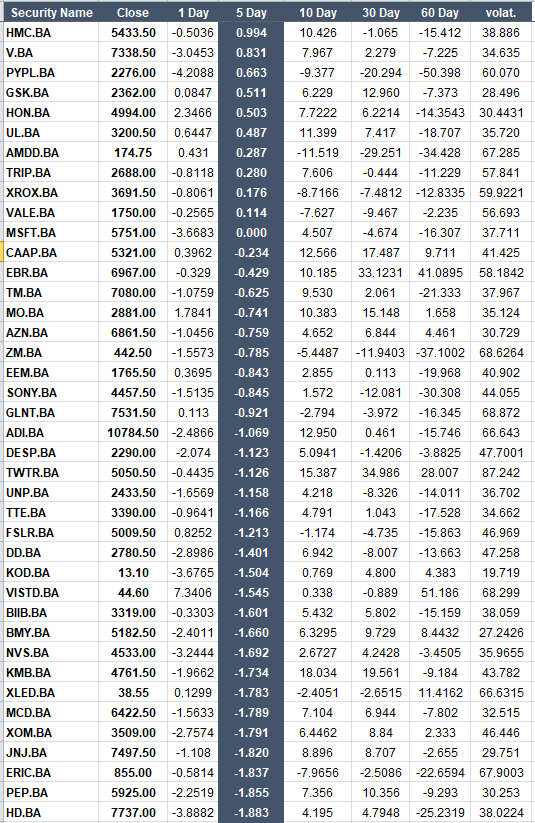 Security Name Close 1 Day 5 Day 10 Day 30 Day 60 Day volat.
HMC.BA 5433.50 -0.5036 0.994 10.426 -1.065 -15.412 38.886
V.BA 7338.50 -3.0453 0.831 7.967 2.279 -7.225 34.635
PYPL.BA 2276.00 -4.2088 0.663 -9.377 -20.294 -50.398 60.070
GSK.BA 2362.00 0.0847 0.511 6.229 12.960 -7.373 28.496
HON.BA 4994.00 2.3466 0.503 7.7222 6.2214 -14.3543 30.4431
UL.BA 3200.50 0.6447 0.487 11.399 7.417 -18.707 35.720
AMDD.BA 174.75 0.431 0.287 -11.519 -29.251 -34.428 67.285
TRIP.BA 2688.00 -0.8118 0.280 7.606 -0.444 -11.229 57.841
XROX.BA 3691.50 -0.8061 0.176 -8.7166 -7.4812 -12.8335 59.9221
VALE.BA 1750.00 -0.2565 0.114 -7.627 -9.467 -2.235 56.693
MSFT.BA 5751.00 -3.6683 0.000 4.507 -4.674 -16.307 37.711
CAAP.BA 5321.00 0.3962 -0.234 12.566 17.487 9.711 41.425
EBR.BA 6967.00 -0.329 -0.429 10.185 33.1231 41.0895 58.1842
TM.BA 7080.00 -1.0759 -0.625 9.530 2.061 -21.333 37.967
MO.BA 2881.00 1.7841 -0.741 10.383 15.148 1.658 35.124
AZN.BA 6861.50 -1.0456 -0.759 4.652 6.844 4.461 30.729
ZM.BA 442.50 -1.5573 -0.785 -5.4487 -11.9403 -37.1002 68.6264
EEM.BA 1765.50 0.3695 -0.843 2.855 0.113 -19.968 40.902
SONY.BA 4457.50 -1.5135 -0.845 1.572 -12.081 -30.308 44.055
GLNT.BA 7531.50 0.113 -0.921 -2.794 -3.972 -16.345 68.872
ADI.BA 10784.50 -2.4866 -1.069 12.950 0.461 -15.746 66.643
DESP.BA 2290.00 -2.074 -1.123 5.0941 -1.4206 -3.8825 47.7001
TWTR.BA 5050.50 -0.4435 -1.126 15.387 34.986 28.007 87.242
UNP.BA 2433.50 -1.6569 -1.158 4.218 -8.326 -14.011 36.702
TTE.BA 3390.00 -0.9641 -1.166 4.791 1.043 -17.528 34.662
FSLR.BA 5009.50 0.8252 -1.213 -1.174 -4.735 -15.863 46.969
DD.BA 2780.50 -2.8986 -1.401 6.942 -8.007 -13.663 47.258
KOD.BA 13.10 -3.6765 -1.504 0.769 4.800 4.383 19.719
VISTD.BA 44.60 7.3406 -1.545 0.338 -0.889 51.186 68.299
BIIB.BA 3319.00 -0.3303 -1.601 5.432 5.802 -15.159 38.059
BMY.BA 5182.50 -2.4011 -1.660 6.3295 9.729 8.4432 27.2426
NVS.BA 4533.00 -3.2444 -1.692 2.6727 4.2428 -3.4505 35.9655
KMB.BA 4761.50 -1.9662 -1.734 18.034 19.561 -9.184 43.782
XLED.BA 38.55 0.1299 -1.783 -2.4051 -2.6515 11.4162 66.6315
MCD.BA 6422.50 -1.5633 -1.789 7.104 6.944 -7.802 32.515
XOM.BA 3509.00 -2.7574 -1.791 6.4462 8.84 2.333 46.446
JNJ.BA 7497.50 -1.108 -1.820 8.896 8.707 -2.655 29.751
ERIC.BA 855.00 -0.5814 -1.837 -7.9656 -2.5086 -22.6594 67.9003
PEP.BA 5925.00 -2.2519 -1.855 7.356 10.356 -9.293 30.253
HD.BA 7737.00 -3.8882 -1.883 4.195 4.7948 -25.2319 38.0224